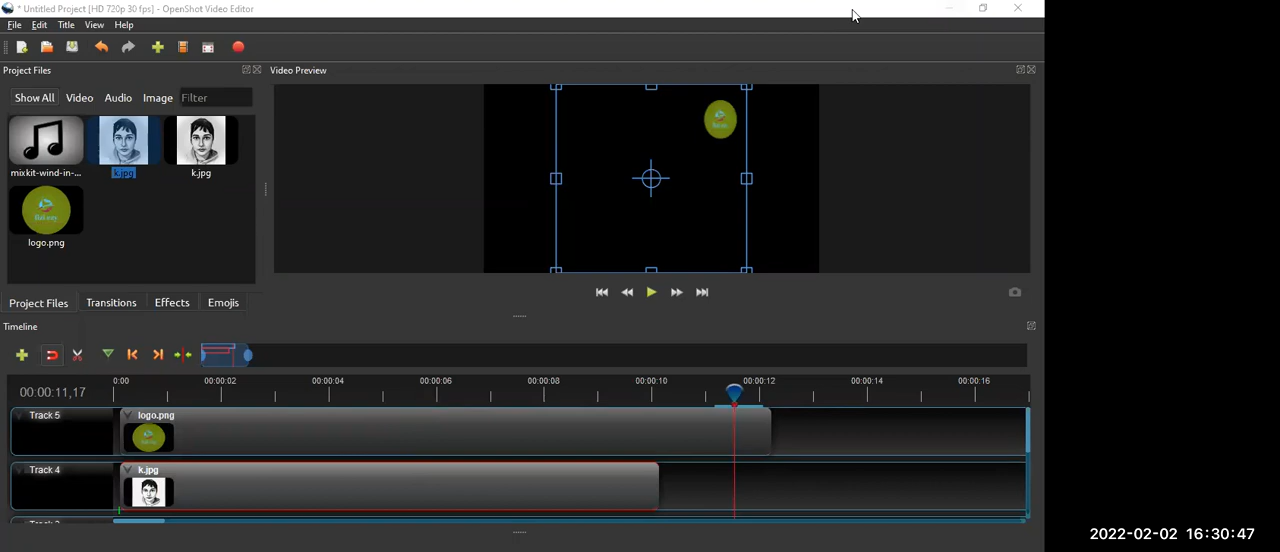 * Untitled Project [HD 720p 30 fps] - OpenShot Video Editor
File Edit Title View Help
Project Files
Video Preview
Show All Video Audio Image Filter
mixkit-wind-in-... k.jpg k.jpg
logo.png
Project Files Transitions Effects Emojis
Timeline
00:00:11,17
0:00 00:00:02 00:00:04 00:00:06 00:00:08 00:00:10 00:00:12 00:00:14 00:00:16
Track 5 logo.png
Track 4 k.jpg
2022-02-02 16:30:47